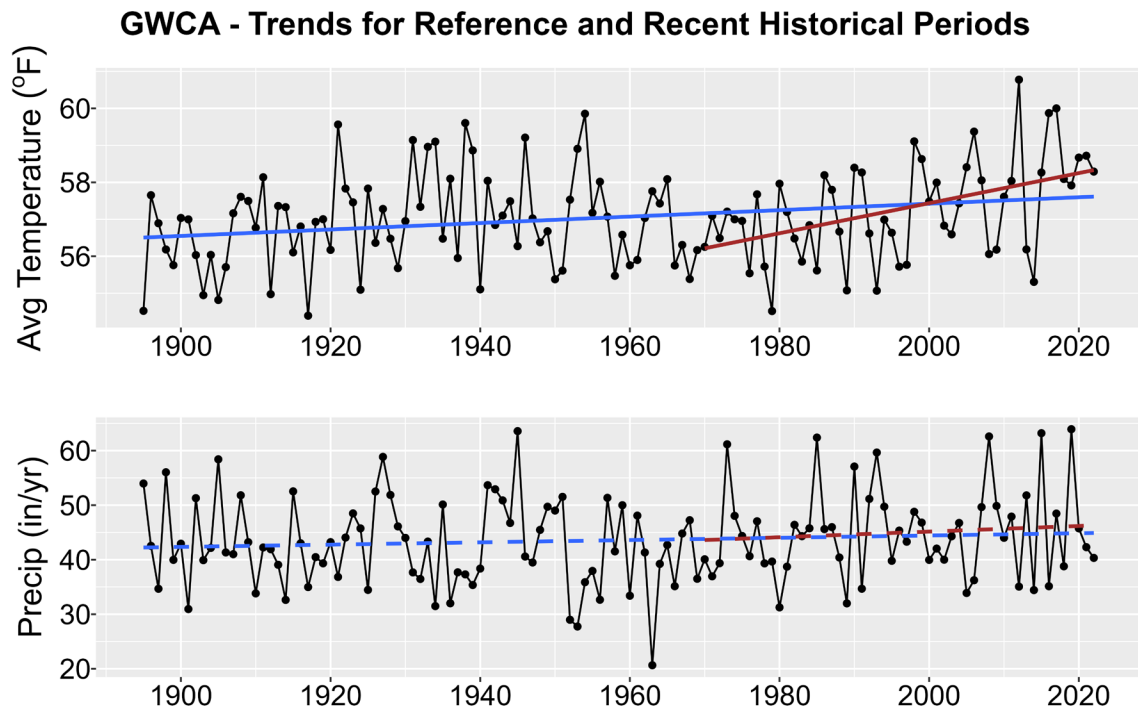 GWCA - Trends for Reference and Recent Historical Periods
Avg Temperature (°F)
60
58
56
1900 1920 1940 1960 1980 2000 2020
Precip (in/yr)
60
50
40
30
20
1900 1920 1940 1960 1980 2000 2020